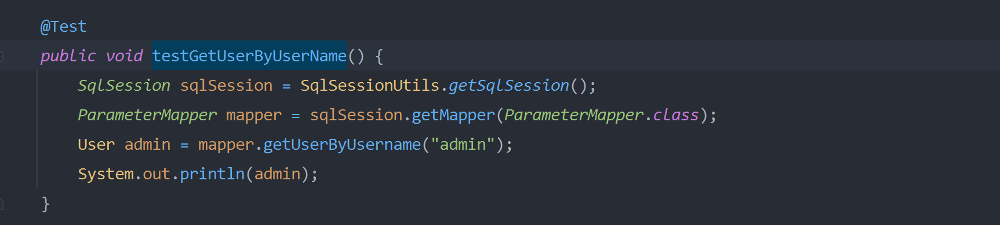 @Test
public void testGetUserByUserName() {
    SqlSession sqlSession = SqlSessionUtils.getSqlSession();
    ParameterMapper mapper = sqlSession.getMapper(ParameterMapper.class);
    User admin = mapper.getUserByUsername("admin");
    System.out.println(admin);
}